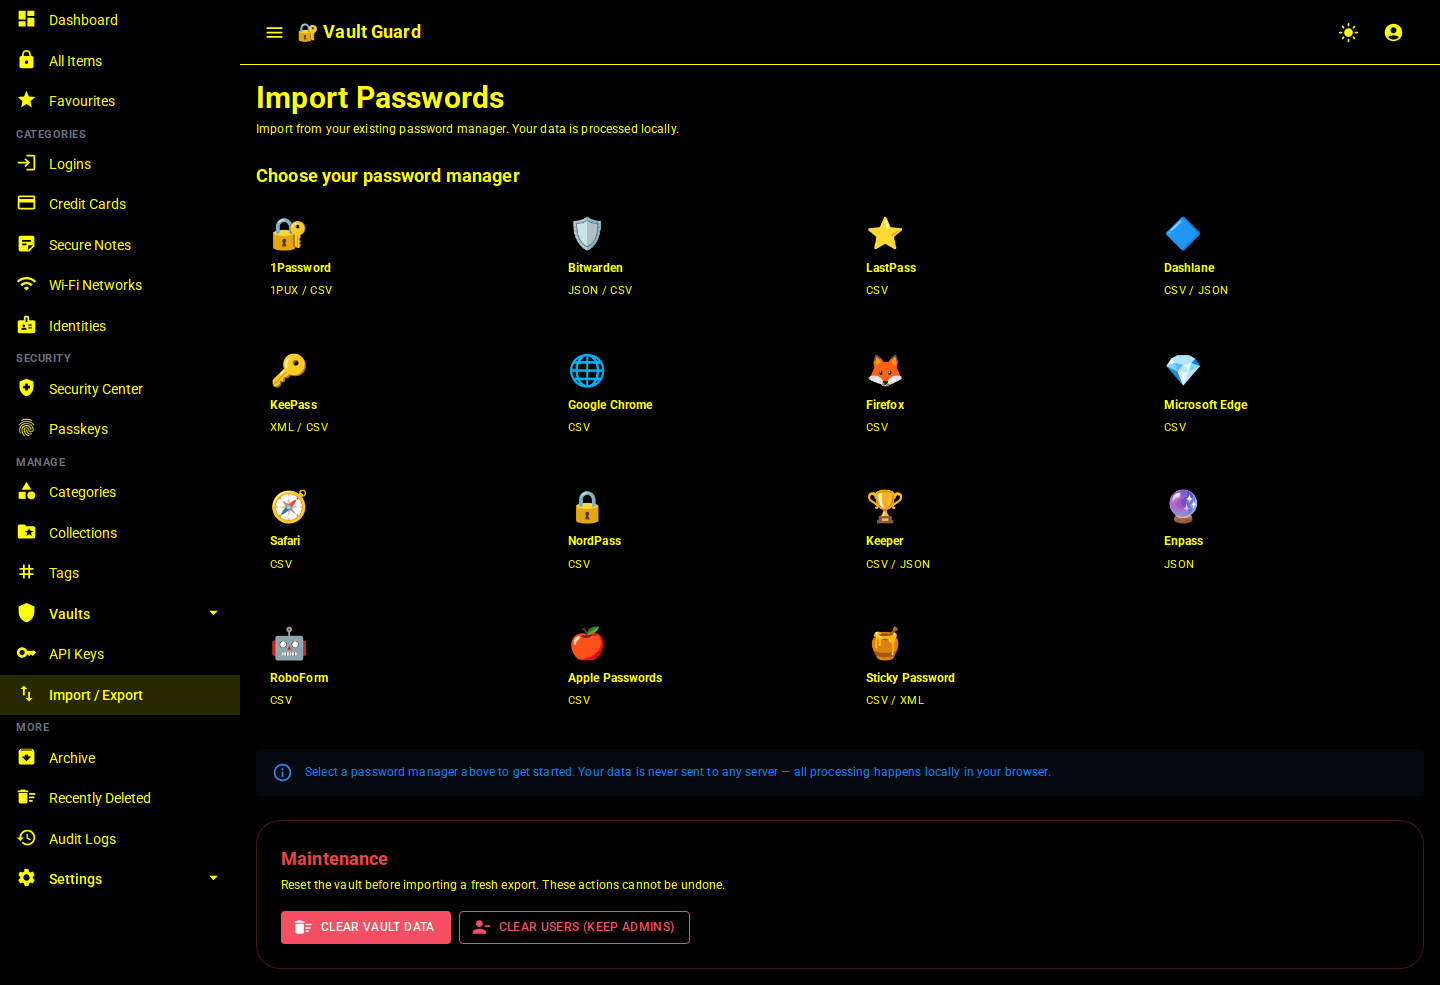 Dashboard
All Items
Favourites
CATEGORIES
Logins
Credit Cards
Secure Notes
Wi-Fi Networks
Identities
SECURITY
Security Center
Passkeys
MANAGE
Categories
Collections
Tags
Vaults
API Keys
Import / Export
MORE
Archive
Recently Deleted
Audit Logs
Settings
Vault Guard
Import Passwords
Import from your existing password manager. Your data is processed locally.
Choose your password manager
1Password
1PUX / CSV
Bitwarden
JSON / CSV
LastPass
CSV
Dashlane
CSV / JSON
KeePass
XML / CSV
Google Chrome
CSV
Firefox
CSV
Microsoft Edge
CSV
Safari
CSV
NordPass
CSV
Keeper
CSV / JSON
Enpass
JSON
RoboForm
CSV
Apple Passwords
CSV
Sticky Password
CSV / XML
Select a password manager above to get started. Your data is never sent to any server — all processing happens locally in your browser.
Maintenance
Reset the vault before importing a fresh export. These actions cannot be undone.
CLEAR VAULT DATA
CLEAR USERS (KEEP ADMINS)